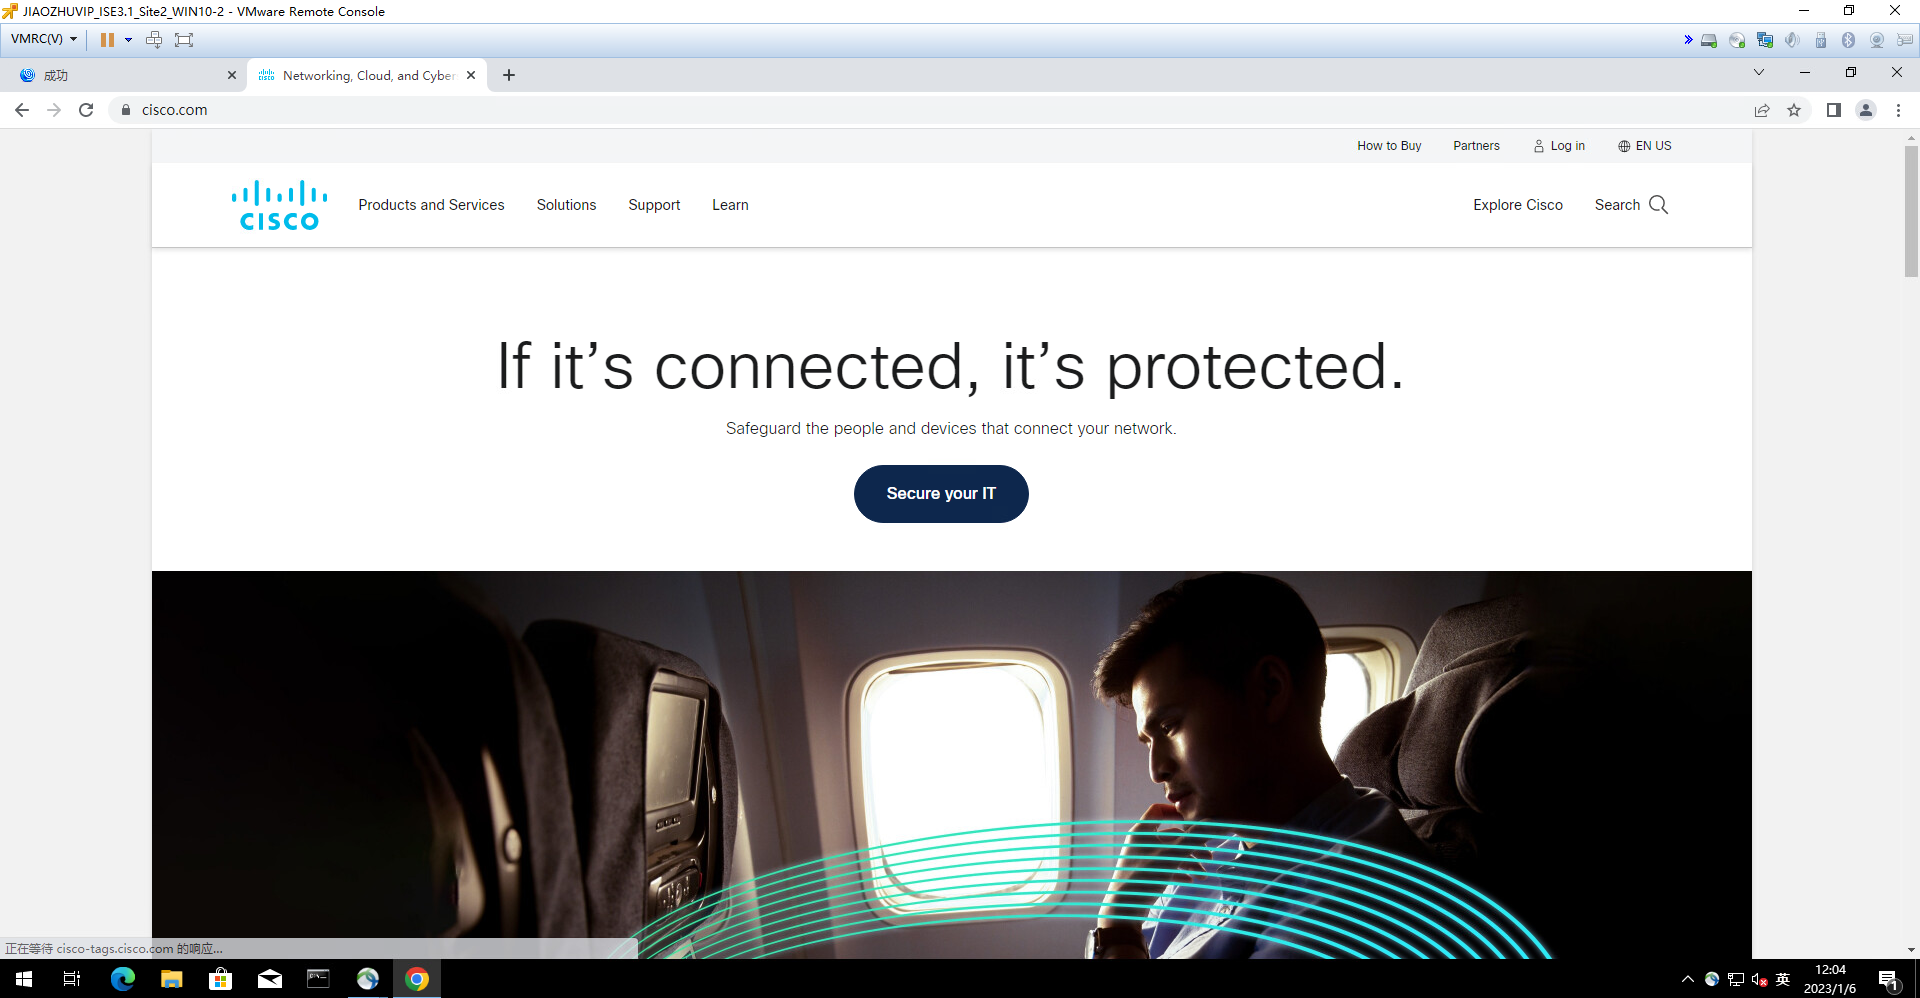 JIAOZHUVIP_ISE3.1_Site2_WIN10-2 - VMware Remote Console
VMRC(V)
成功
Networking, Cloud, and Cyber
cisco.com
How to Buy
Partners
Log in
EN US
CISCO
Products and Services
Solutions
Support
Learn
Explore Cisco
Search
If it’s connected, it’s protected.
Safeguard the people and devices that connect your network.
Secure your IT
正在等待 cisco-tags.cisco.com 的响应...
英
12:04
2023/1/6
1